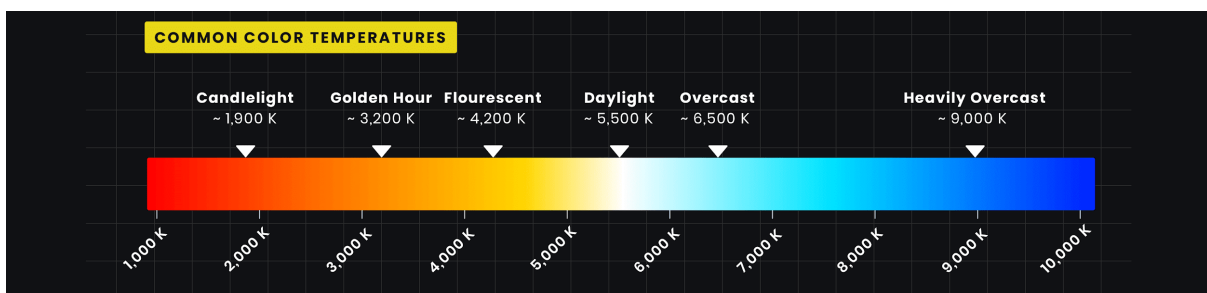 COMMON COLOR TEMPERATURES
Candlelight Golden Hour Flourescent Daylight Overcast Heavily Overcast
~ 1,900 K ~ 3,200 K ~ 4,200 K ~ 5,500 K ~ 6,500 K ~ 9,000 K
1,000 K 2,000 K 3,000 K 4,000 K 5,000 K 6,000 K 7,000 K 8,000 K 9,000 K 10,000 K